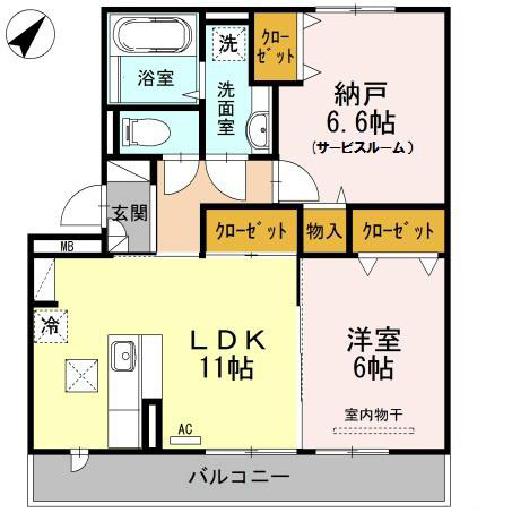 洗
クローゼット
浴室
洗面室
納戸
6.6帖
(サービスルーム)
玄関
クローゼット
物入
クローゼット
MB
冷
LDK
11帖
洋室
6帖
室内物干
AC
バルコニー